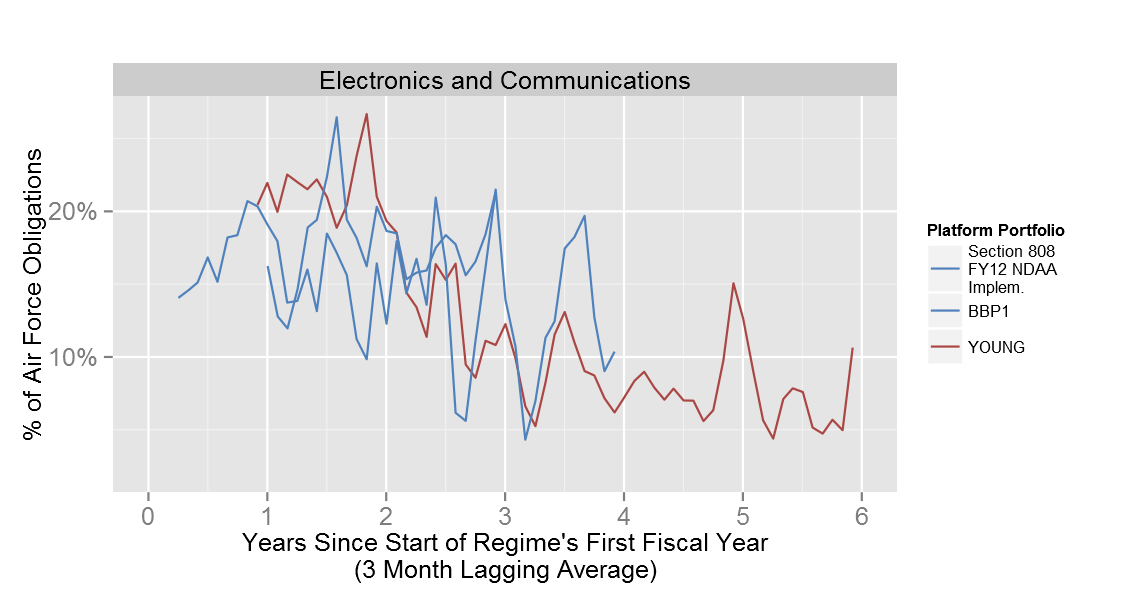 Electronics and Communications
% of Air Force Obligations
20%
10%
0 1 2 3 4 5 6
Years Since Start of Regime's First Fiscal Year
(3 Month Lagging Average)
Platform Portfolio
Section 808
FY12 NDAA
Implem.
BBP1
YOUNG